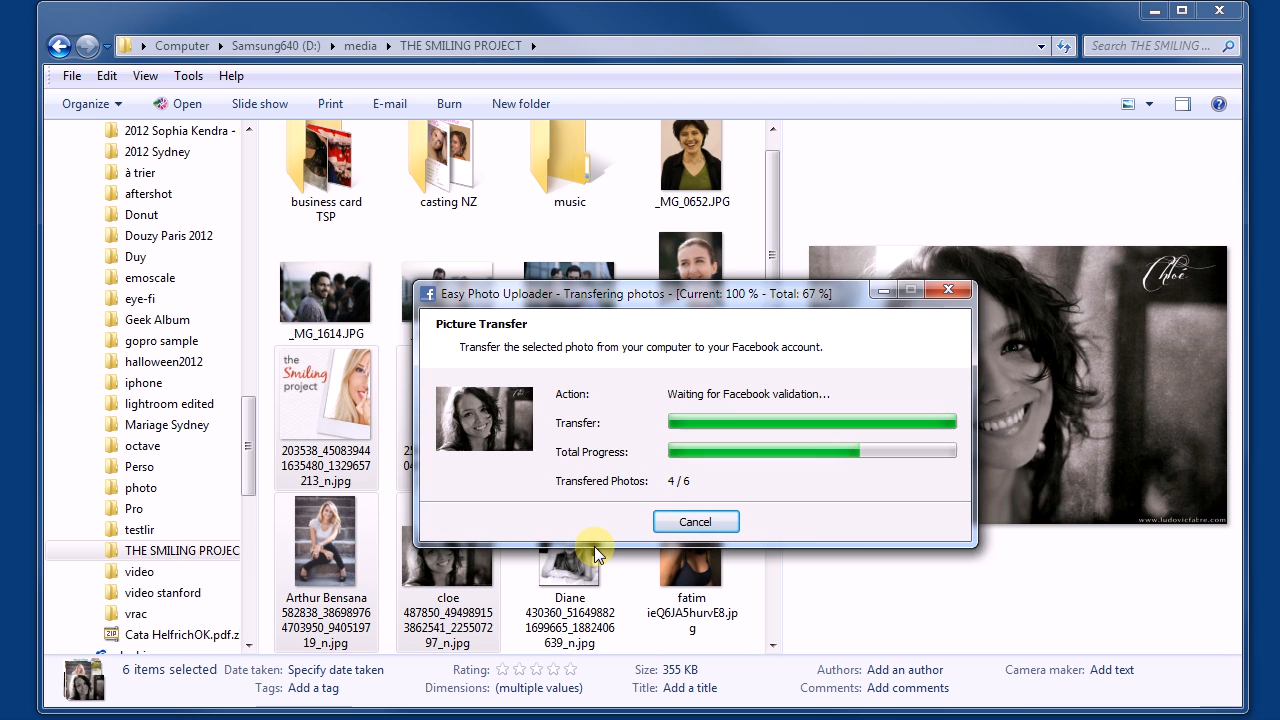 Computer
Samsung640 (D:)
media
THE SMILING PROJECT
Search THE SMILING ...
File
Edit
View
Tools
Help
Organize
Open
Slide show
Print
E-mail
Burn
New folder
2012 Sophia Kendra -
2012 Sydney
à trier
aftershot
Donut
Douzy Paris 2012
Duy
emoscale
eye-fi
Geek Album
gopro sample
halloween2012
iphone
lightroom edited
Mariage Sydney
octave
Perso
photo
Pro
testlir
THE SMILING PROJEC
video
video stanford
vrac
Cata HelfrichOK.pdf.z
business card
TSP
casting NZ
music
_MG_0652.JPG
_MG_1614.JPG
the
Smiling
project
203538_45083944
1635480_1329657
213_n.jpg
Arthur Bensana
582838_38698976
4703950_9405197
19_n.jpg
cloe
487850_49498915
3862541_2255072
97_n.jpg
Diane
430360_51649882
1699665_1882406
639_n.jpg
fatim
ieQ6JA5hurvE8.jp
g
Easy Photo Uploader - Transfering photos - [Current: 100 % - Total: 67 %]
Picture Transfer
Transfer the selected photo from your computer to your Facebook account.
Action:
Waiting for Facebook validation...
Transfer:
Total Progress:
Transfered Photos:
4 / 6
Cancel
Chloé
www.ludovicfabre.com
6 items selected
Date taken: Specify date taken
Tags: Add a tag
Rating:
Dimensions: (multiple values)
Size: 355 KB
Title: Add a title
Authors: Add an author
Comments: Add comments
Camera maker: Add text